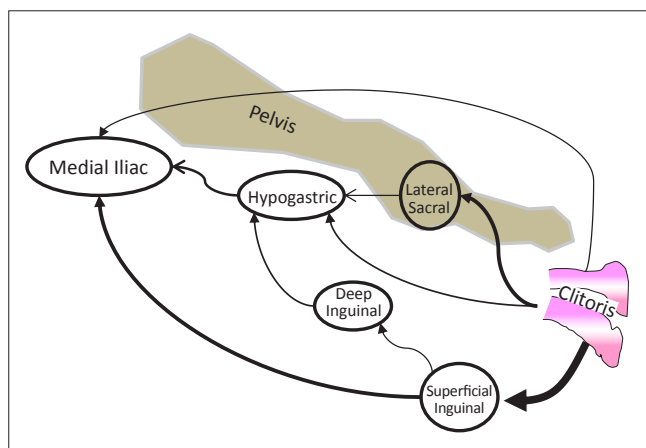 Pelvis
Medial Iliac
Hypogastric
Lateral
Sacral
Deep
Inguinal
Clitoris
Superficial
Inguinal